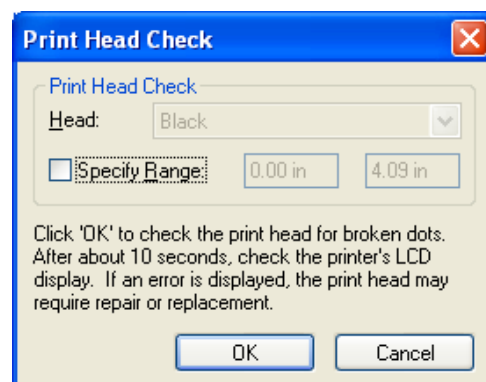 Print Head Check
Print Head Check
Head: Black
Specify Range: 0.00 in 4.09 in
Click 'OK' to check the print head for broken dots.
After about 10 seconds, check the printer's LCD
display. If an error is displayed, the print head may
require repair or replacement.
OK Cancel